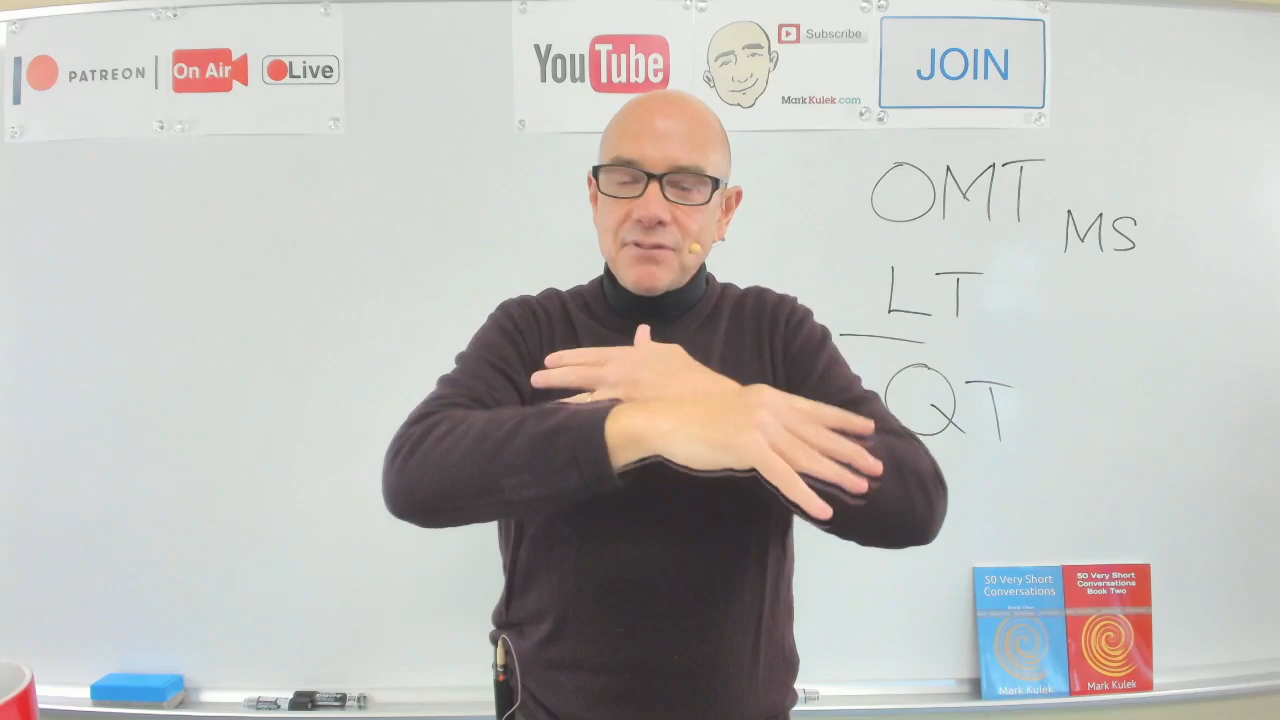 PATREON
On Air
Live
YouTube
Subscribe
MarkKulek.com
JOIN
OMT
MS
LT
QT
50 Very Short
Conversations
Mark Kulek
50 Very Short
Conversations
Book Two
Mark Kulek